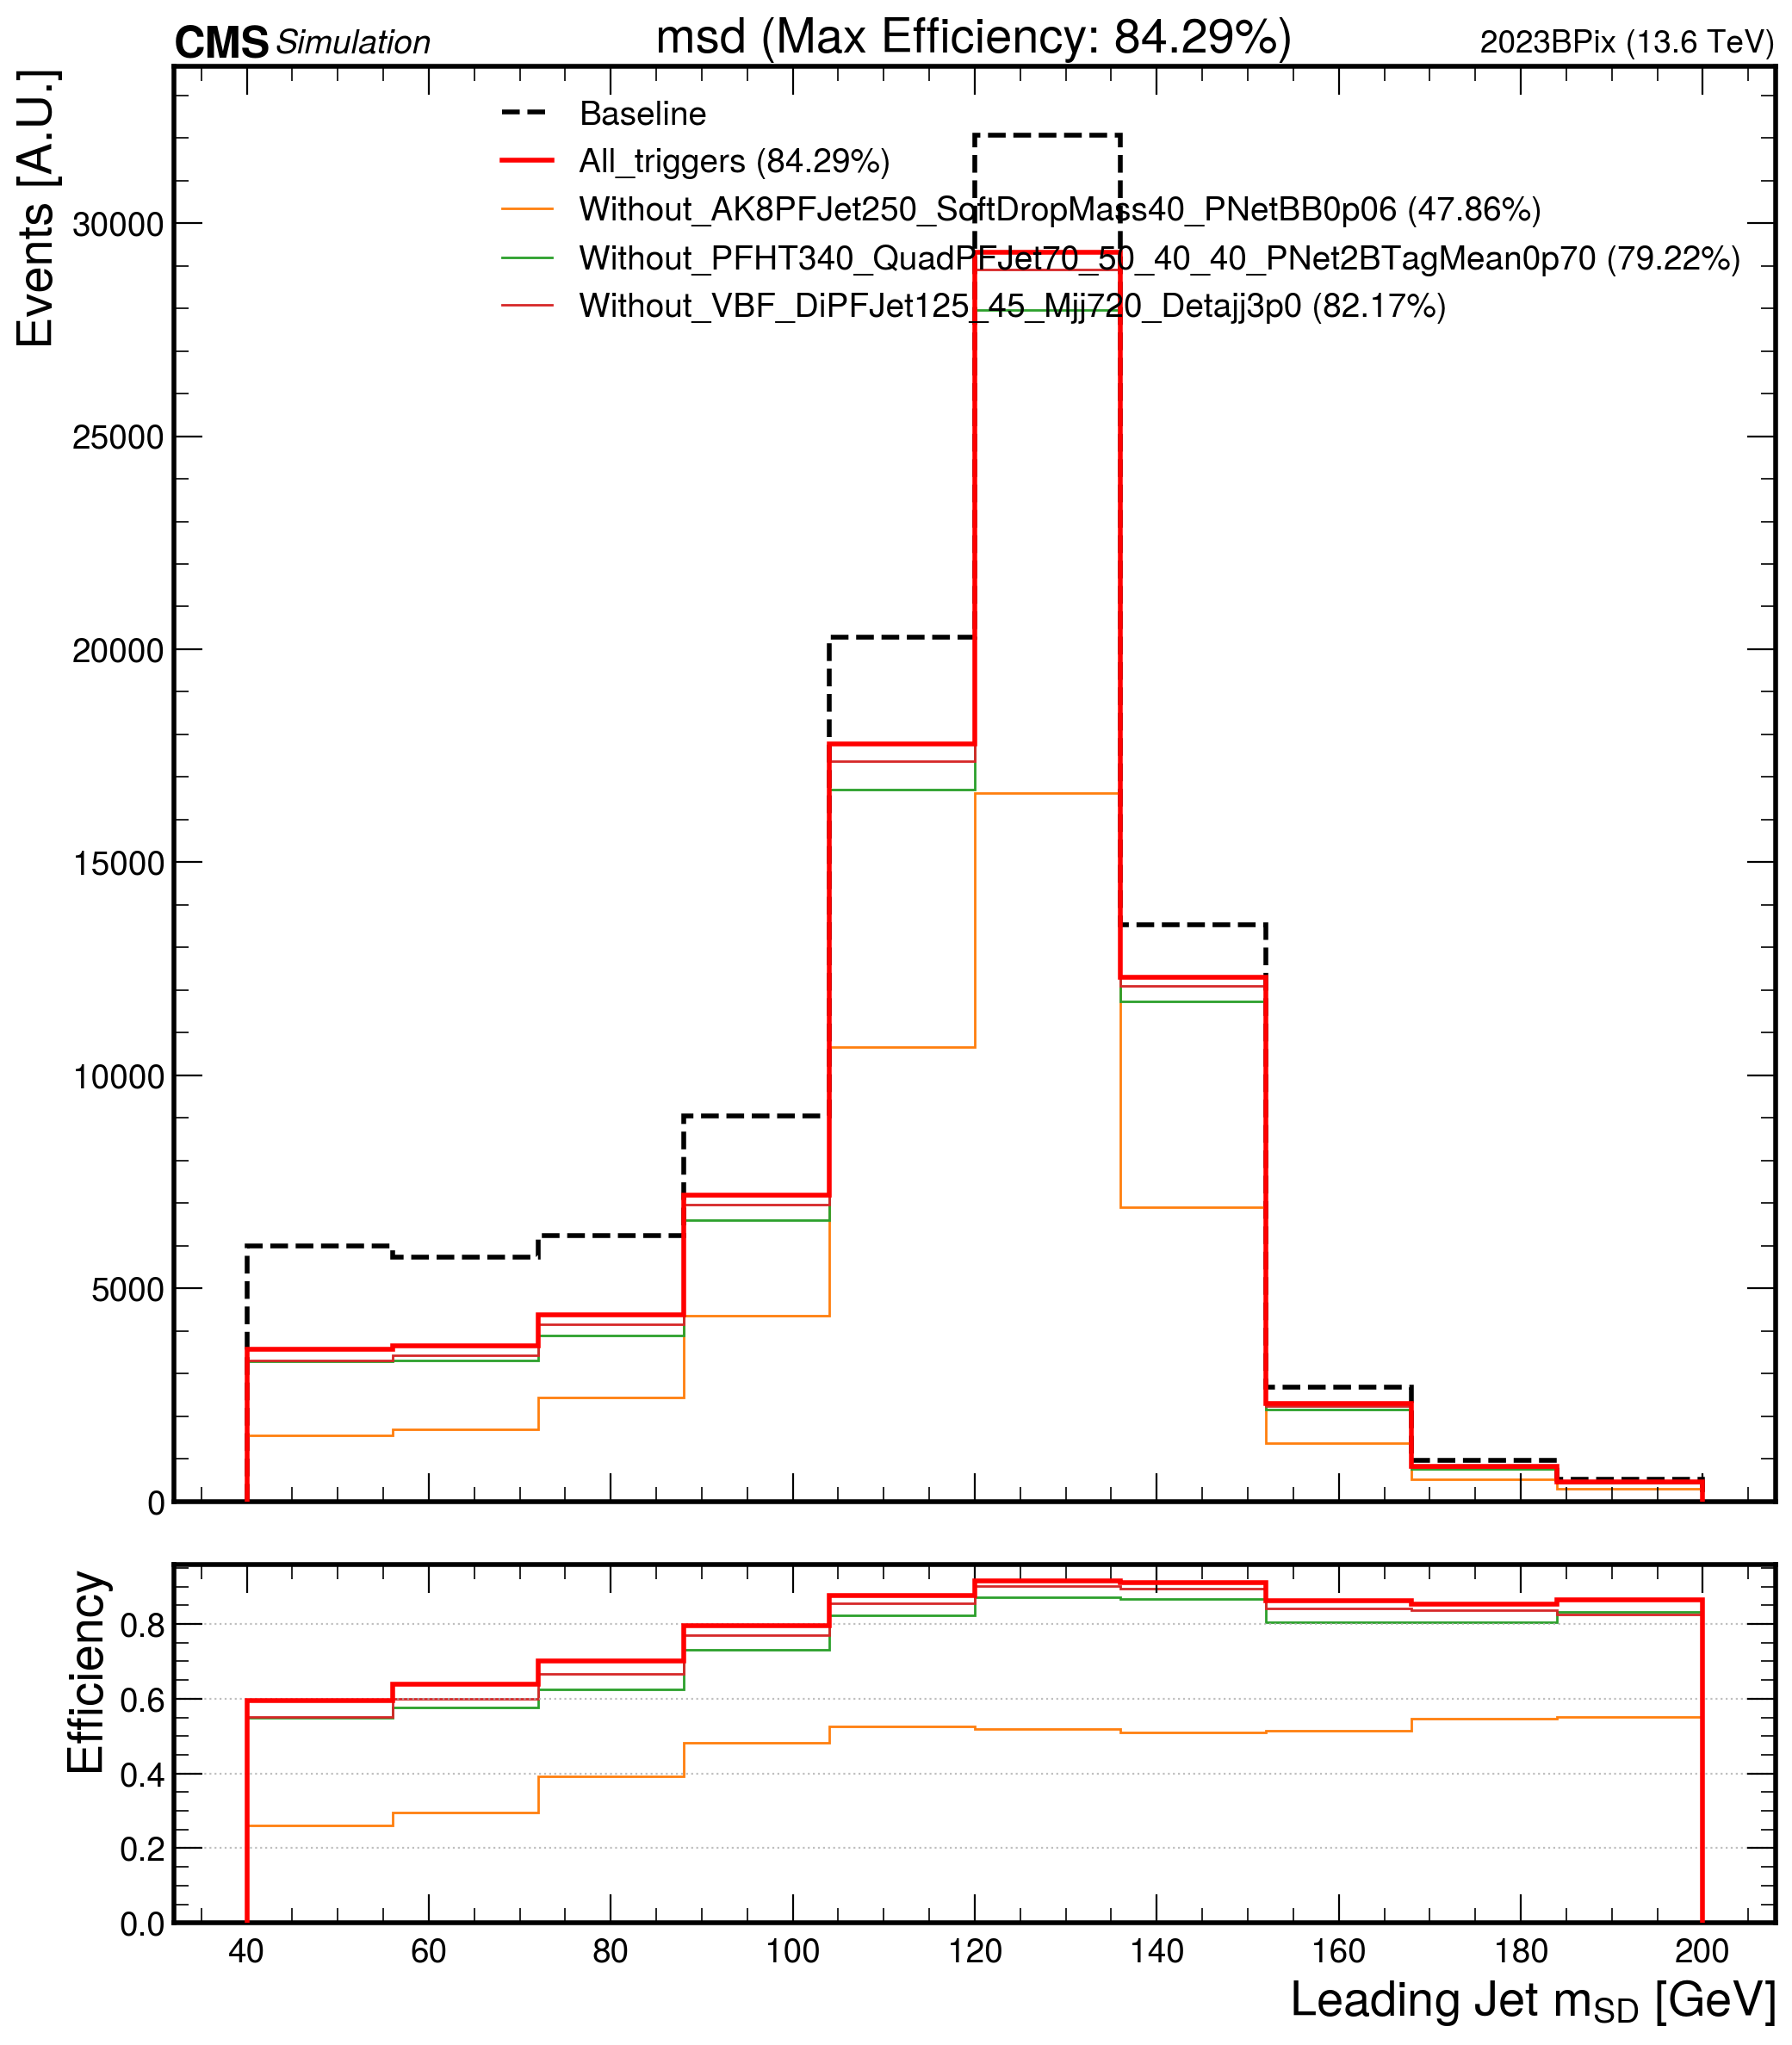 CMS Simulation msd (Max Efficiency: 84.29%) 2023BPix (13.6 TeV)
Events [A.U.]
Baseline
All_triggers (84.29%)
Without_AK8PFJet250_SoftDropMass40_PNetBB0p06 (47.86%)
Without_PFHT340_QuadPFJet70_50_40_40_PNet2BTagMean0p70 (79.22%)
Without_VBF_DiPFJet125_45_Mjj720_Detajj3p0 (82.17%)
30000
25000
20000
15000
10000
5000
0
Efficiency
0.8
0.6
0.4
0.2
0.0
40 60 80 100 120 140 160 180 200
Leading Jet mSD [GeV]